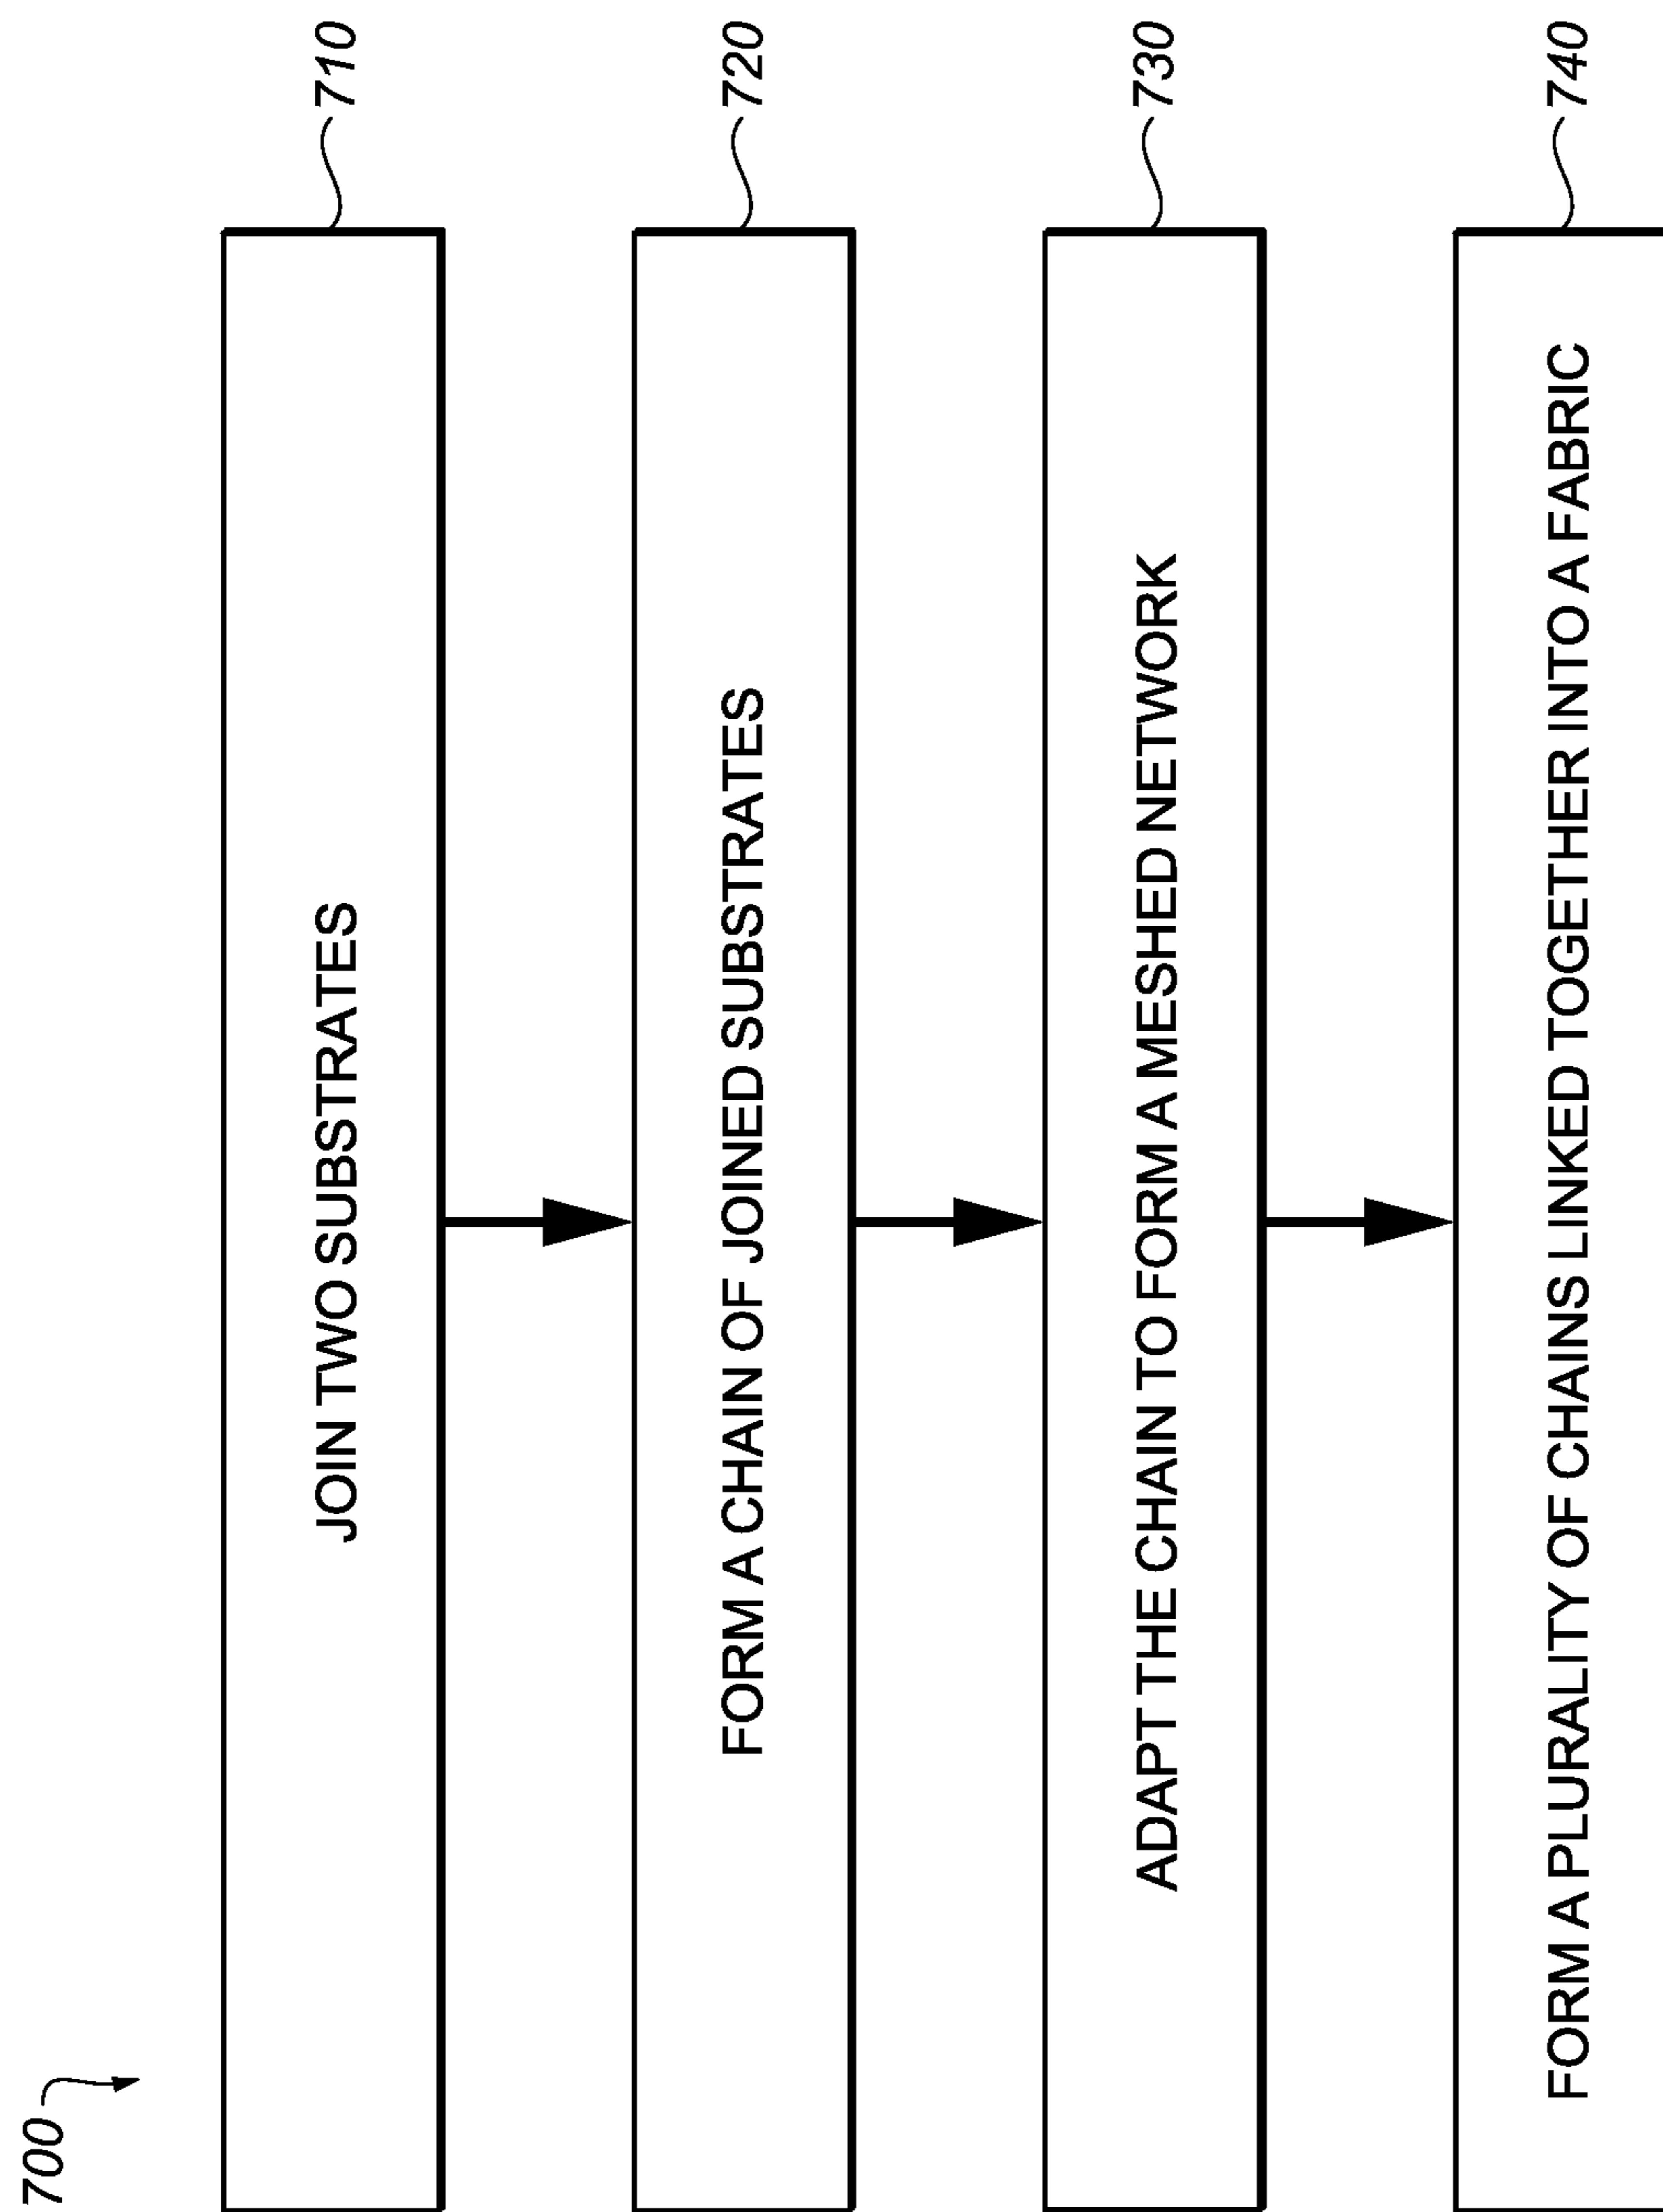 700
JOIN TWO SUBSTRATES
710
FORM A CHAIN OF JOINED SUBSTRATES
720
ADAPT THE CHAIN TO FORM A MESHED NETWORK
730
FORM A PLURALITY OF CHAINS LINKED TOGETHER INTO A FABRIC
740